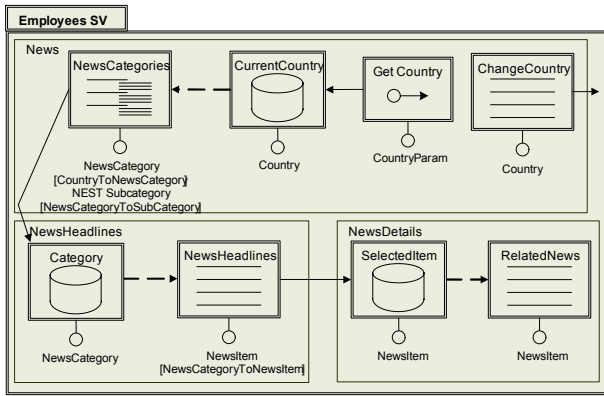 Employees SV
News
NewsCategories
CurrentCountry
Get Country
ChangeCountry
NewsCategory
[CountryToNewsCategory]
NEST Subcategory
[NewsCategoryToSubCategory]
Country
CountryParam
Country
NewsHeadlines
Category
NewsHeadlines
NewsCategory
NewsItem
[NewsCategoryToNewsItem]
NewsDetails
SelectedItem
RelatedNews
NewsItem
NewsItem